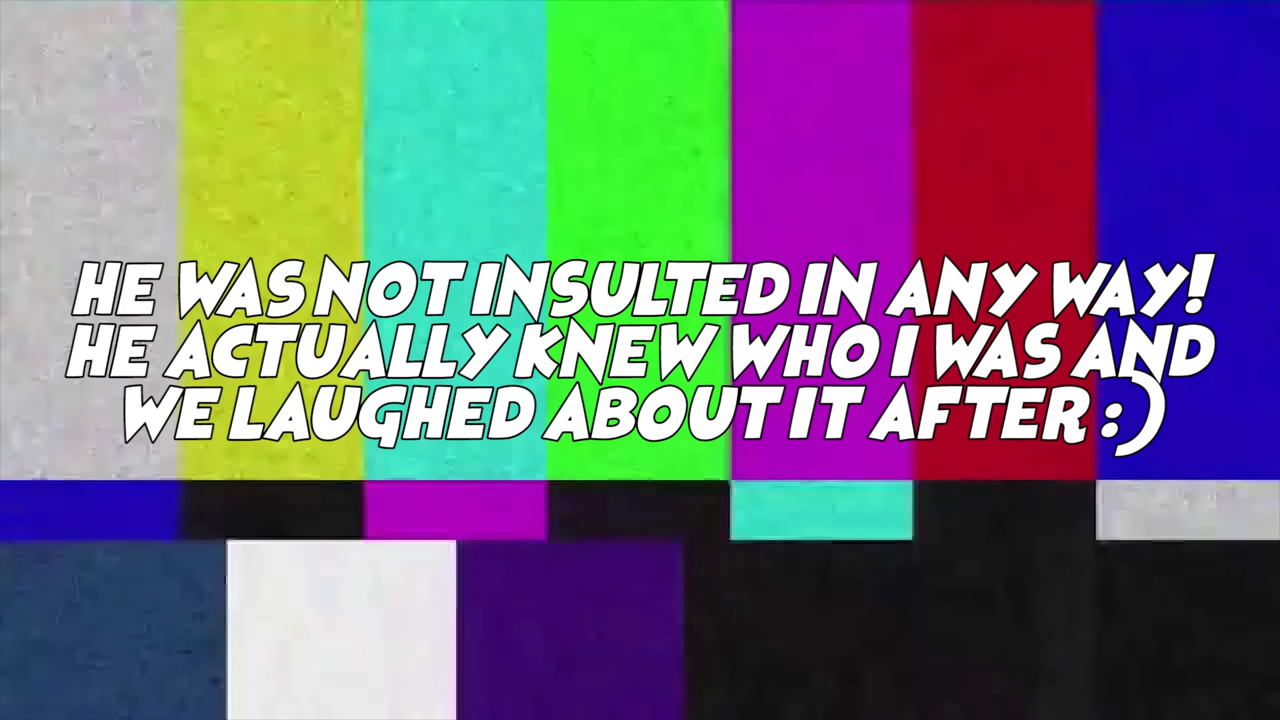 HE WAS NOT INSULTED IN ANY WAY!
HE ACTUALLY KNEW WHO I WAS AND
WE LAUGHED ABOUT IT AFTER :)